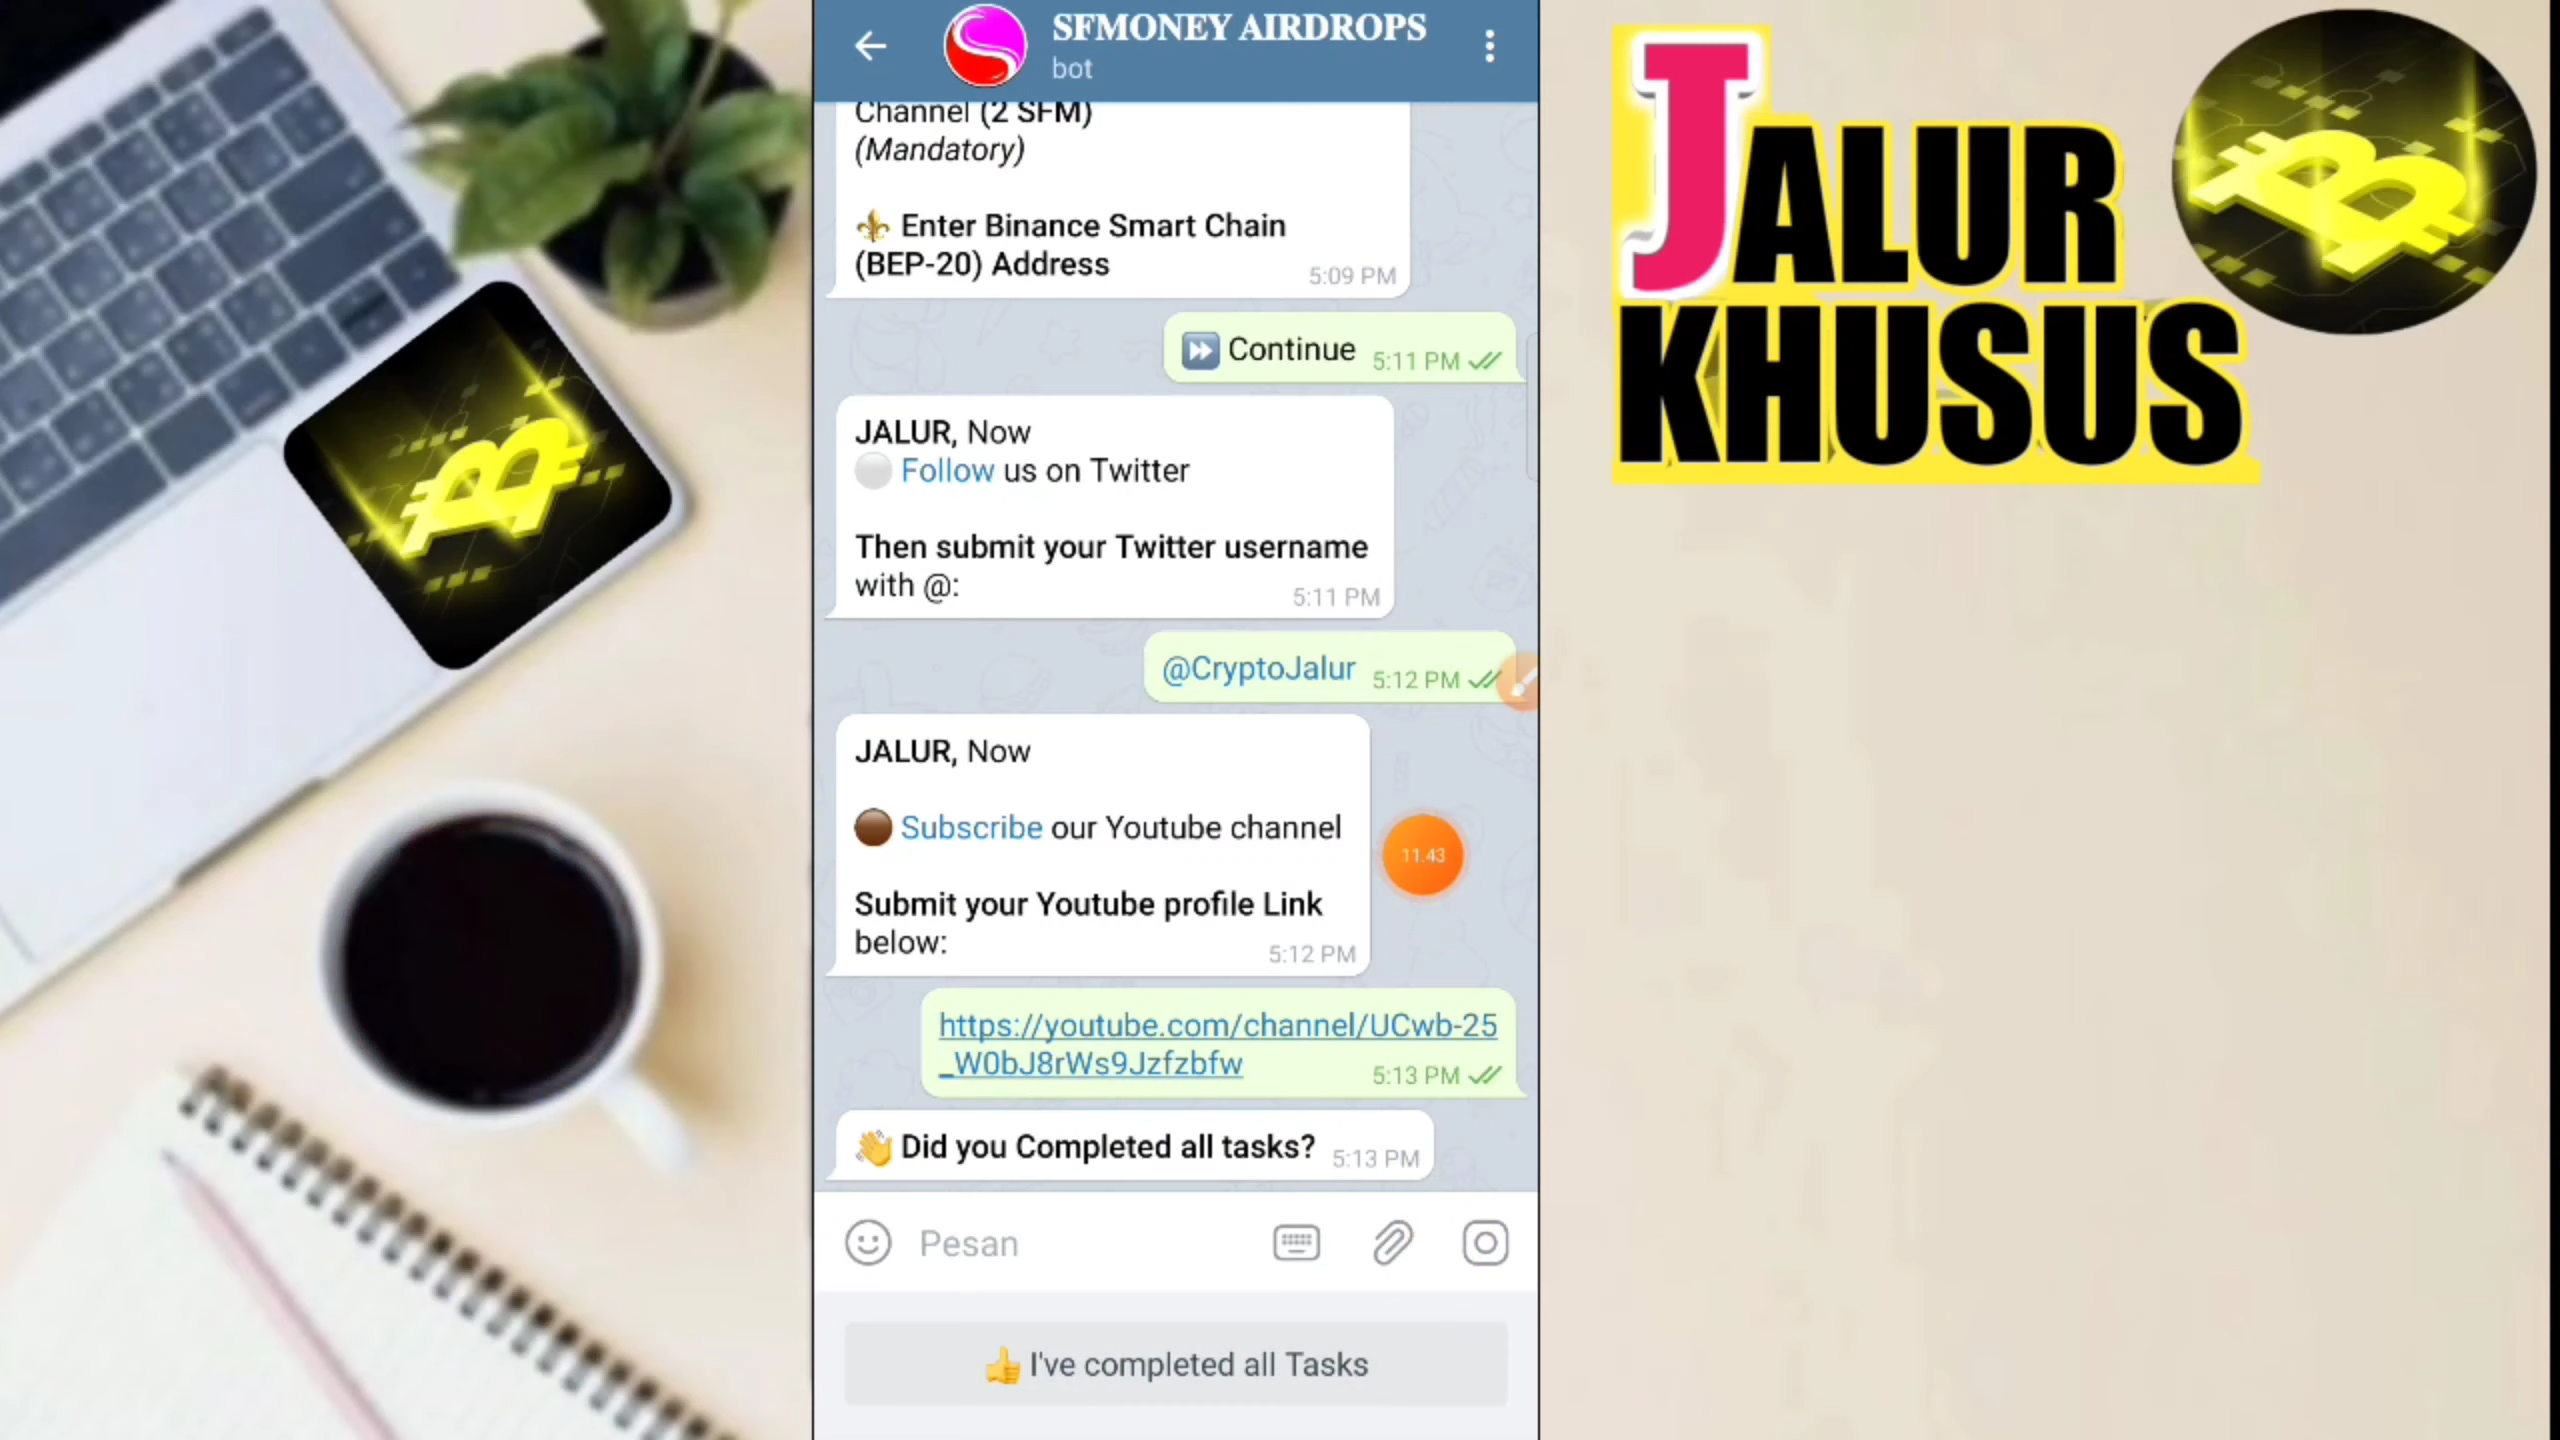 SFMONEY AIRDROPS
bot
Channel (2 SFM)
(Mandatory)
⚜️ Enter Binance Smart Chain
(BEP-20) Address
5:09 PM
⏩ Continue 5:11 PM
JALUR, Now
⚪ Follow us on Twitter
Then submit your Twitter username
with @:
5:11 PM
@CryptoJalur 5:12 PM
JALUR, Now
🟤 Subscribe our Youtube channel
11.43
Submit your Youtube profile Link
below:
5:12 PM
https://youtube.com/channel/UCwb-25
_W0bJ8rWs9Jzfzbfw
5:13 PM
👏 Did you Completed all tasks? 5:13 PM
Pesan
👍 I've completed all Tasks
JALUR
KHUSUS